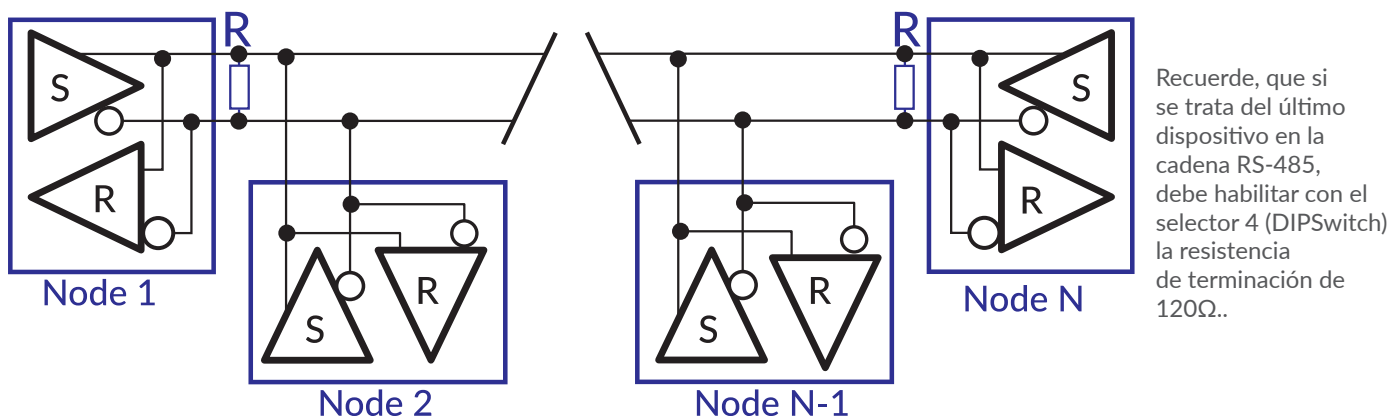 R
R
S
R
Node 1
S
R
Node 2
S
R
Node N-1
S
R
Node N
Recuerde, que si
se trata del último
dispositivo en la
cadena RS-485,
debe habilitar con el
selector 4 (DIPSwitch)
la resistencia
de terminación de
120Ω..